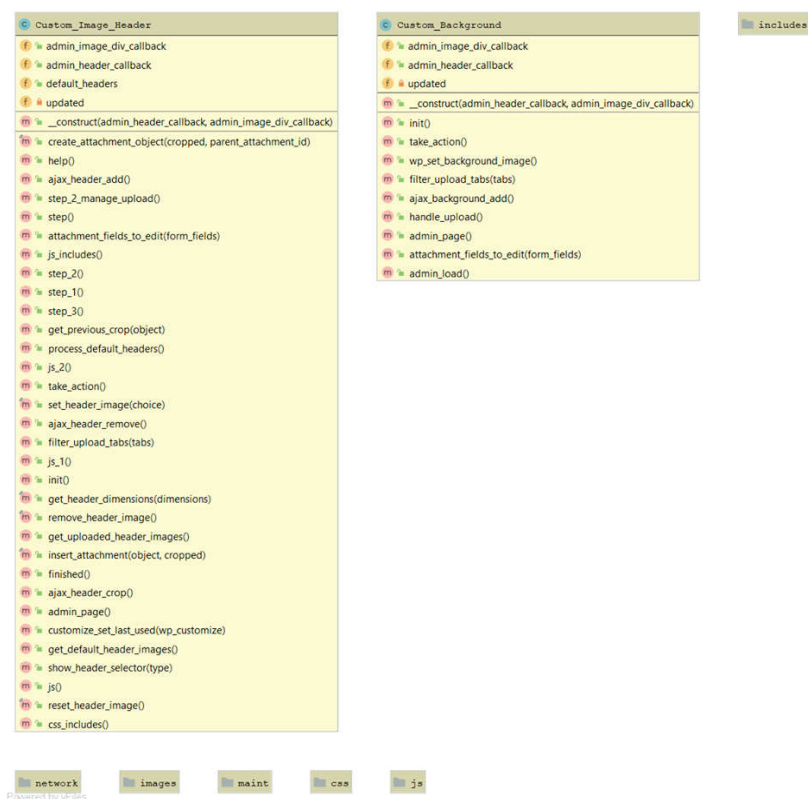 Custom_Image_Header
admin_image_div_callback
admin_header_callback
default_headers
updated
__construct(admin_header_callback, admin_image_div_callback)
create_attachment_object(cropped, parent_attachment_id)
help()
ajax_header_add()
step_2_manage_upload()
step()
attachment_fields_to_edit(form_fields)
js_includes()
step_2()
step_1()
step_3()
get_previous_crop(object)
process_default_headers()
js_2()
take_action()
set_header_image(choice)
ajax_header_remove()
filter_upload_tabs(tabs)
js_1()
init()
get_header_dimensions(dimensions)
remove_header_image()
get_uploaded_header_images()
insert_attachment(object, cropped)
finished()
ajax_header_crop()
admin_page()
customize_set_last_used(wp_customize)
get_default_header_images()
show_header_selector(type)
js()
reset_header_image()
css_includes()
Custom_Background
admin_image_div_callback
admin_header_callback
updated
__construct(admin_header_callback, admin_image_div_callback)
init()
take_action()
wp_set_background_image()
filter_upload_tabs(tabs)
ajax_background_add()
handle_upload()
admin_page()
attachment_fields_to_edit(form_fields)
admin_load()
includes
network
images
maint
css
js
Powered by yFiles